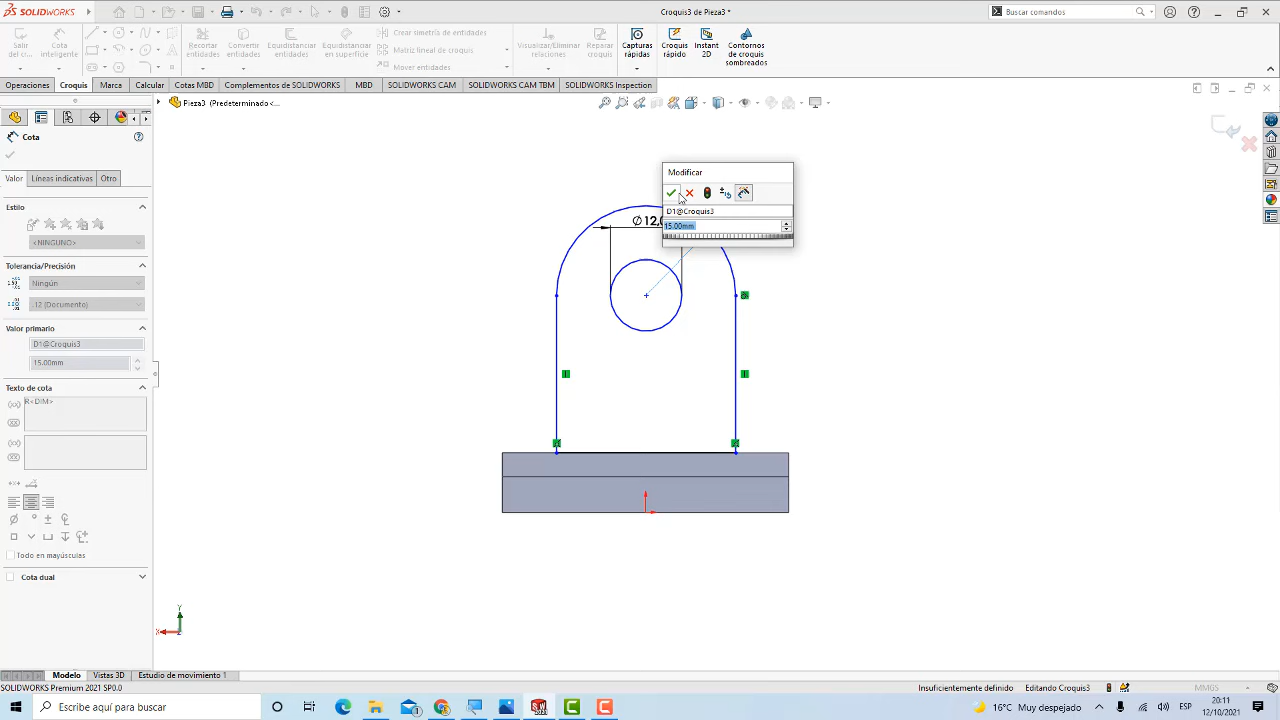 SOLIDWORKS
Croquis3 de Pieza3 *
Buscar comandos
Salir del ci...
Cota inteligente
Recortar entidades
Convertir entidades
Equidistanciar entidades
Equidistanciar en superficie
Crear simetría de entidades
Matriz lineal de croquis
Mover entidades
Visualizar/Eliminar relaciones
Reparar croquis
Capturas rápidas
Croquis rápido
Instant 2D
Contornos de croquis sombreados
Operaciones
Croquis
Marca
Calcular
Cotas MBD
Complementos de SOLIDWORKS
MBD
SOLIDWORKS CAM
SOLIDWORKS CAM TBM
SOLIDWORKS Inspection
Pieza3 (Predeterminado <...
Cota
Valor
Líneas indicativas
Otro
Estilo
<NINGUNO>
Tolerancia/Precisión
Ningún
.12 (Documento)
Valor primario
D1@Croquis3
15.00mm
Texto de cota
R<DIM>
Todo en mayúsculas
Cota dual
Modificar
D1@Croquis3
15.00mm
Ø12,0
Y
X
Modelo
Vistas 3D
Estudio de movimiento 1
SOLIDWORKS Premium 2021 SP0.0
Insuficientemente definido
Editando Croquis3
MMGS
Escribe aquí para buscar
16°C Muy despejado
ESP
20:11
12/10/2021